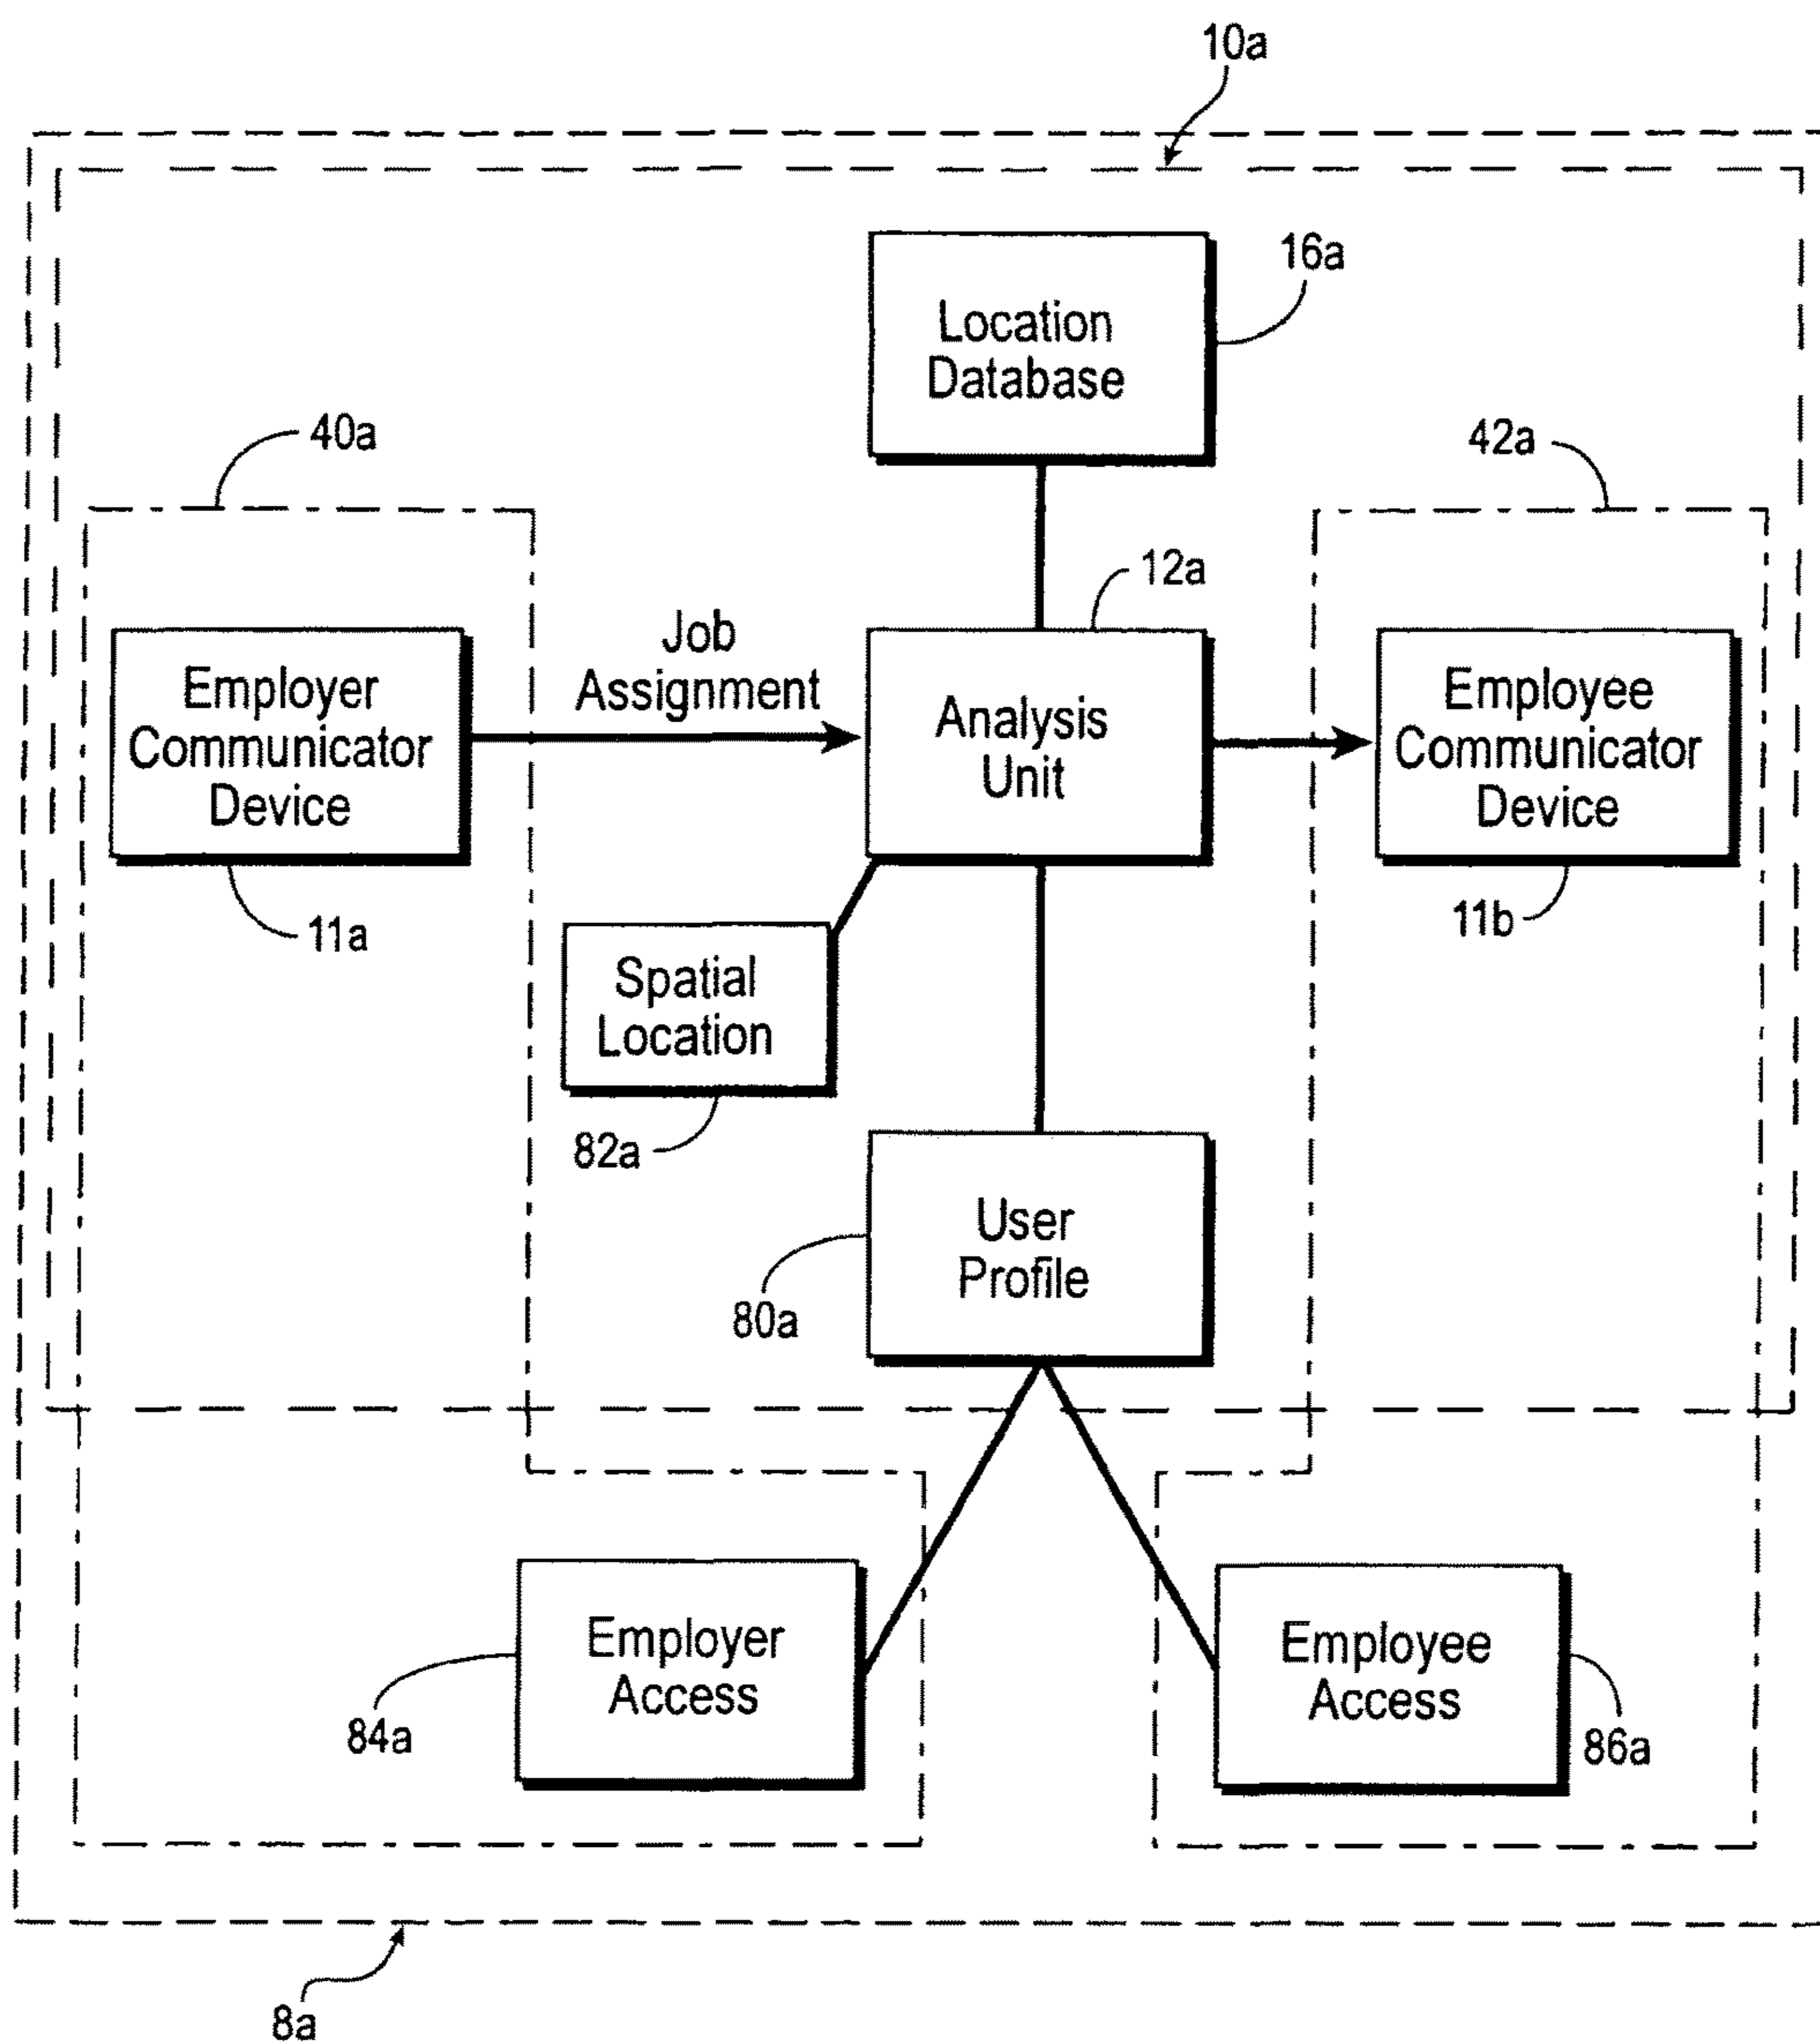 10a
Location
Database
16a
40a
42a
12a
Employer
Communicator
Device
Job
Assignment
Analysis
Unit
Employee
Communicator
Device
11a
11b
Spatial
Location
82a
User
Profile
80a
Employer
Access
84a
Employee
Access
86a
8a